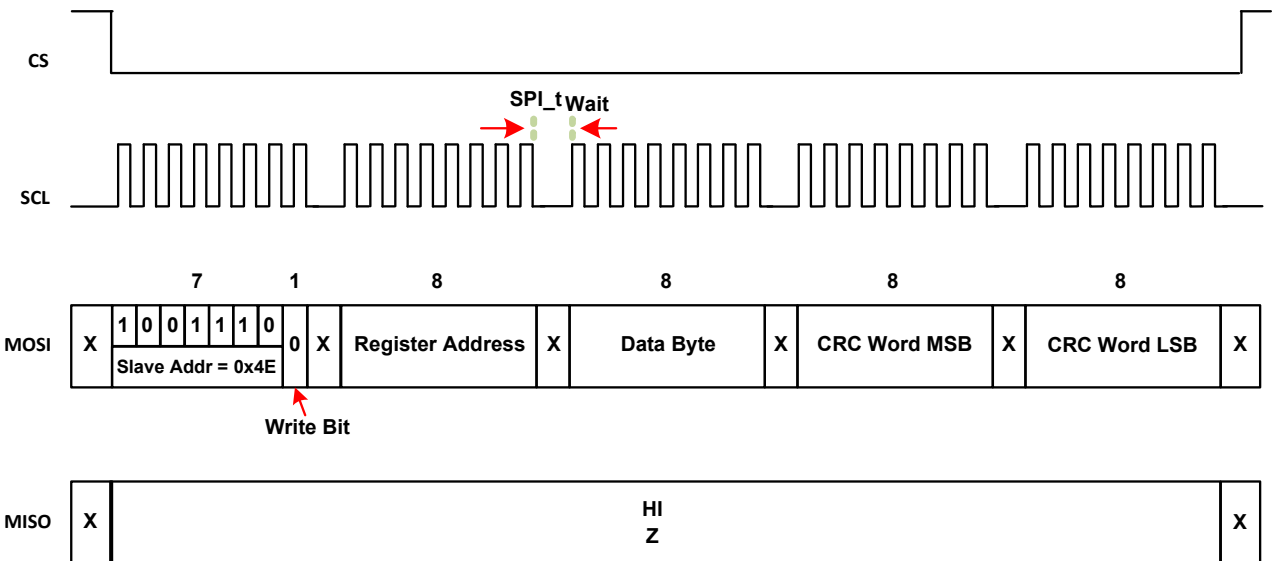 CS
SPI_t Wait
SCL
7 1 8 8 8 8
MOSI X 1 0 0 1 1 1 0 0 X Register Address X Data Byte X CRC Word MSB X CRC Word LSB X
Slave Addr = 0x4E
Write Bit
MISO X HI X
Z